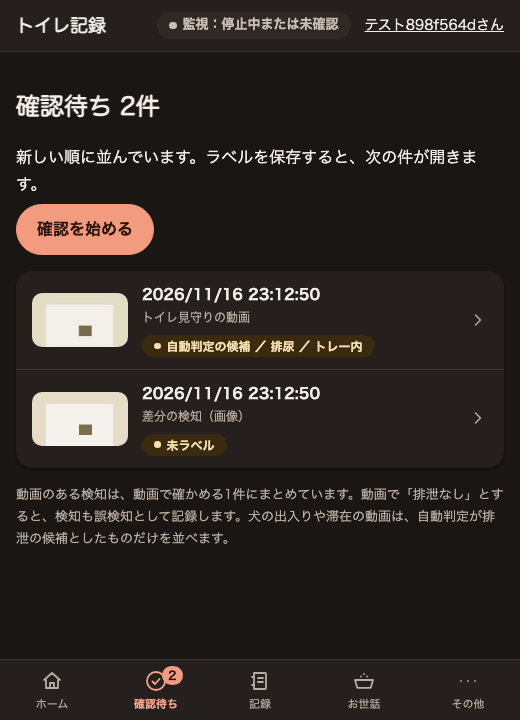 トイレ記録
監視：停止中または未確認
テスト898f564dさん
確認待ち 2件
新しい順に並んでいます。ラベルを保存すると、次の件が開きま
す。
確認を始める
2026/11/16 23:12:50
トイレ見守りの動画
自動判定の候補 ／ 排尿 ／ トレー内
2026/11/16 23:12:50
差分の検知（画像）
未ラベル
動画のある検知は、動画で確かめる1件にまとめています。動画で「排泄なし」とす
ると、検知も誤検知として記録します。犬の出入りや滞在の動画は、自動判定が排
泄の候補としたものだけを並べます。
ホーム
2
確認待ち
記録
お世話
その他